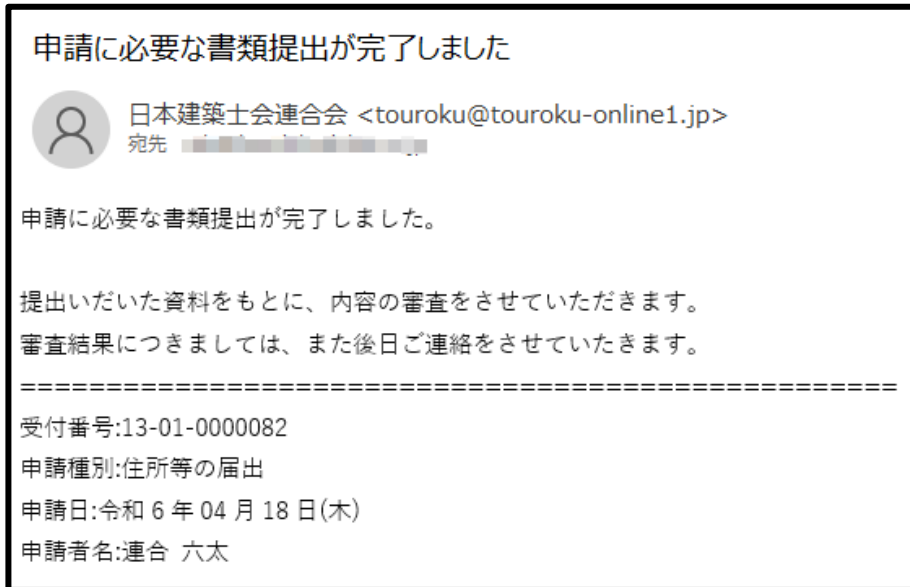 申請に必要な書類提出が完了しました
日本建築士会連合会 <touroku@touroku-online1.jp>
宛先
申請に必要な書類提出が完了しました。
提出いだいた資料をもとに、内容の審査をさせていただきます。
審査結果につきましては、また後日ご連絡をさせていたきます。
===================================================
受付番号:13-01-0000082
申請種別:住所等の届出
申請日:令和 6 年 04 月 18 日(木)
申請者名:連合 六太